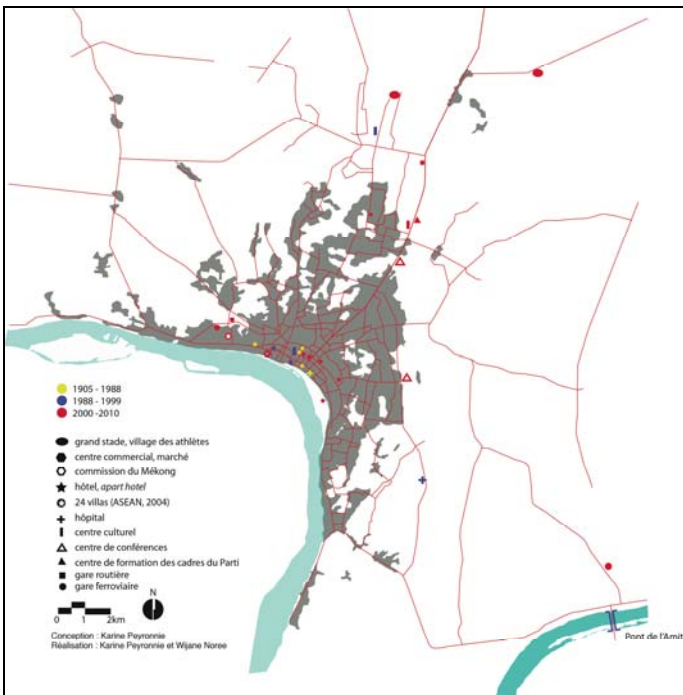 1905 - 1988
1988 -1999
2000 -2010
grand stade, village des athlètes
centre commercial, marché
commission du Mékong
hôtel, apart hotel
24 villas (ASEAN, 2004)
hôpital
centre culturel
centre de conférences
centre de formation des cadres du Parti
gare routière
gare ferroviaire
N
0 1 2km
Conception : Karine Peyronnie
Réalisation : Karine Peyronnie et Wijane Noree
Pont de l'Amit